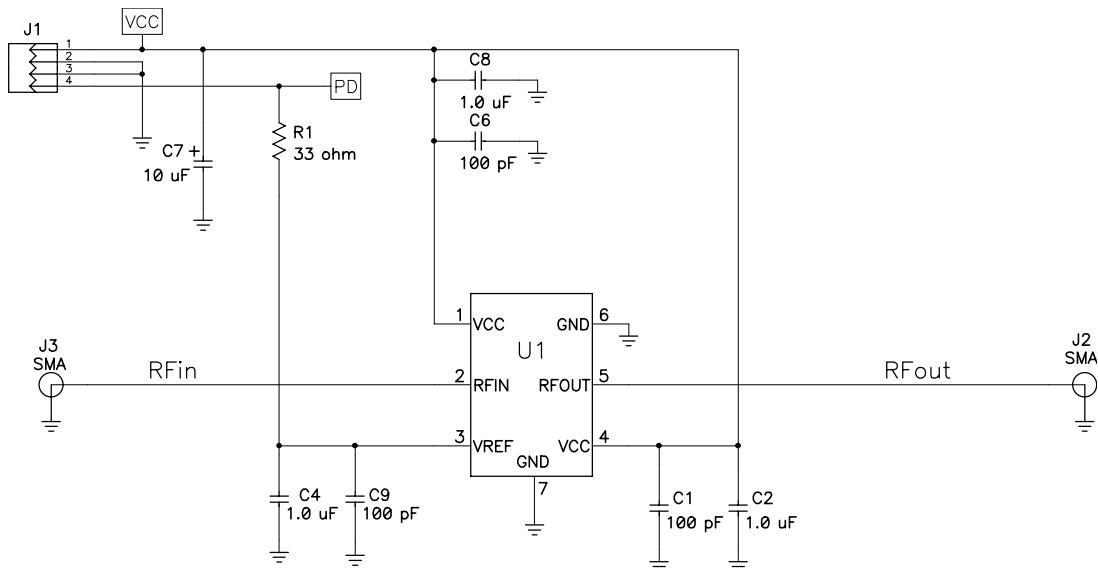 J1
VCC
1
2
3
4
PD
R1
33 ohm
C7 +
10 uF
C8
1.0 uF
C6
100 pF
1
VCC
GND
6
U1
J3
SMA
RFin
2
RFIN
RFOUT
5
RFout
J2
SMA
3
VREF
VCC
4
GND
7
C4
1.0 uF
C9
100 pF
C1
100 pF
C2
1.0 uF